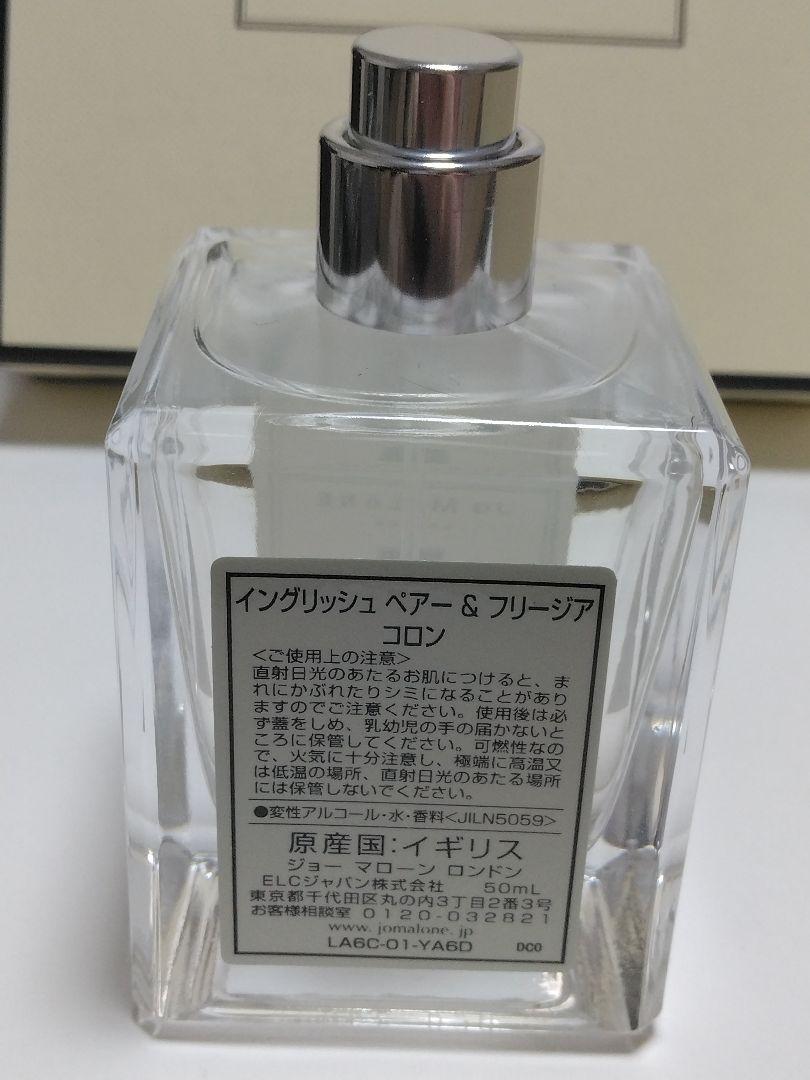 イングリッシュ ペアー & フリージア
コロン
<ご使用上の注意>
直射日光のあたるお肌につけると、ま
れにかぶれたりシミになることがあり
ますのでご注意ください。使用後は必
ず蓋をしめ、乳幼児の手の届かないと
ころに保管してください。可燃性なの
で、火気に十分注意し、極端に高温又
は低温の場所、直射日光のあたる場所
には保管しないでください。
●変性アルコール・水・香料<JILN5059>
原産国:イギリス
ジョー マローン ロンドン
ELCジャパン株式会社 50mL
東京都千代田区丸の内3丁目2番3号
お客様相談室 0120-032821
www.jomalone.jp
LA6C-01-YA6D DC0